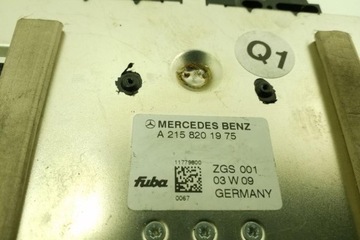 Q1
MERCEDES BENZ
A 215 820 19 75
11779800
fuba
0067
ZGS 001
03 W 09
GERMANY